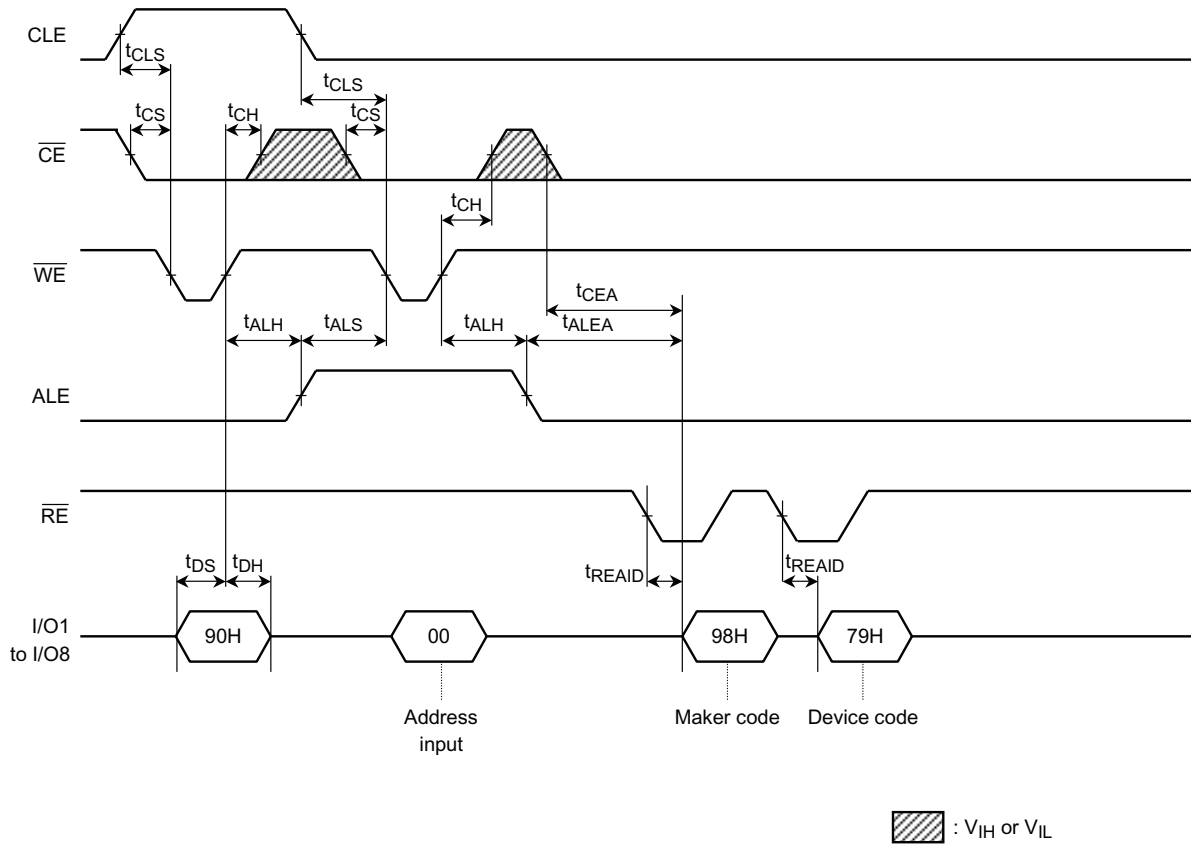 CLE
tCLS
tCLS
tCS
tCH
tCS
CE
tCH
WE
tCEA
tALH
tALS
tALH
tALEA
ALE
RE
tDS
tDH
tREAID
tREAID
I/O1
to I/O8
90H
00
98H
79H
Address
input
Maker code
Device code
: VIH or VIL